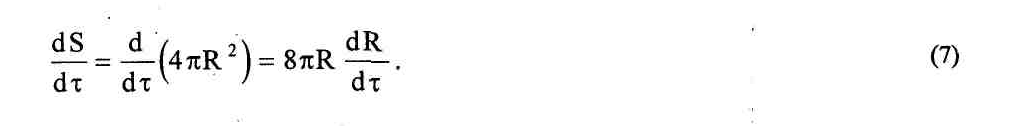 dS/dτ = d/dτ (4πR²) = 8πR dR/dτ . (7)